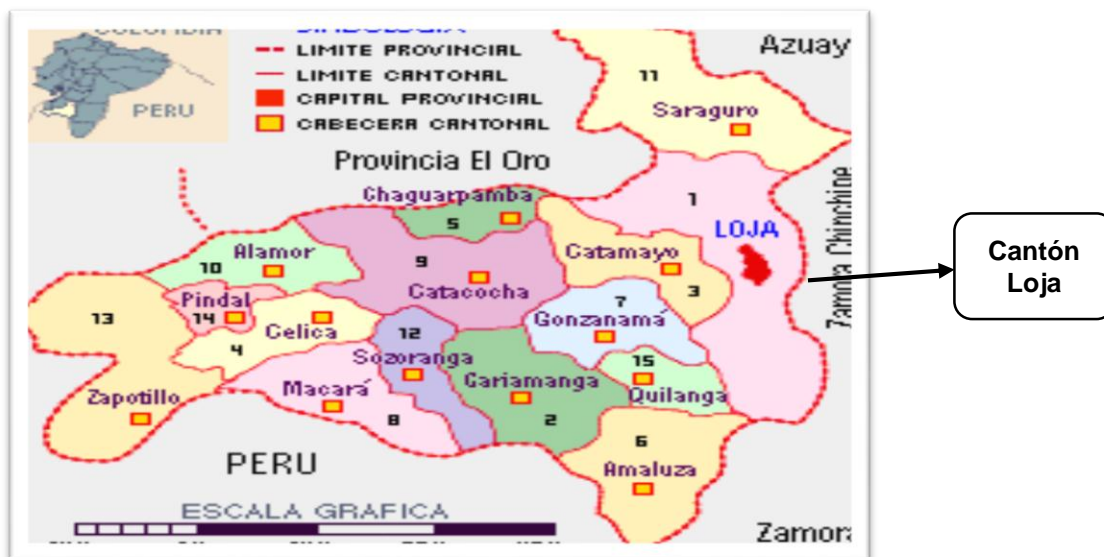 PERU
LIMITE PROVINCIAL
LIMITE CANTONAL
CAPITAL PROVINCIAL
CABECERA CANTONAL
Azuay
11
Saraguro
Provincia El Oro
Chaguarpamba
5
1
LOJA
Zamora Chinchipe
Alamor
10
9
Catacocha
Catamayo
3
7
Gonzanamá
Pindal
14
13
4
Celica
12
Sozoranga
Cariamanga
2
15
Quilanga
Zapotillo
Macará
8
6
Amaluza
PERU
ESCALA GRAFICA
Zamora
Cantón
Loja